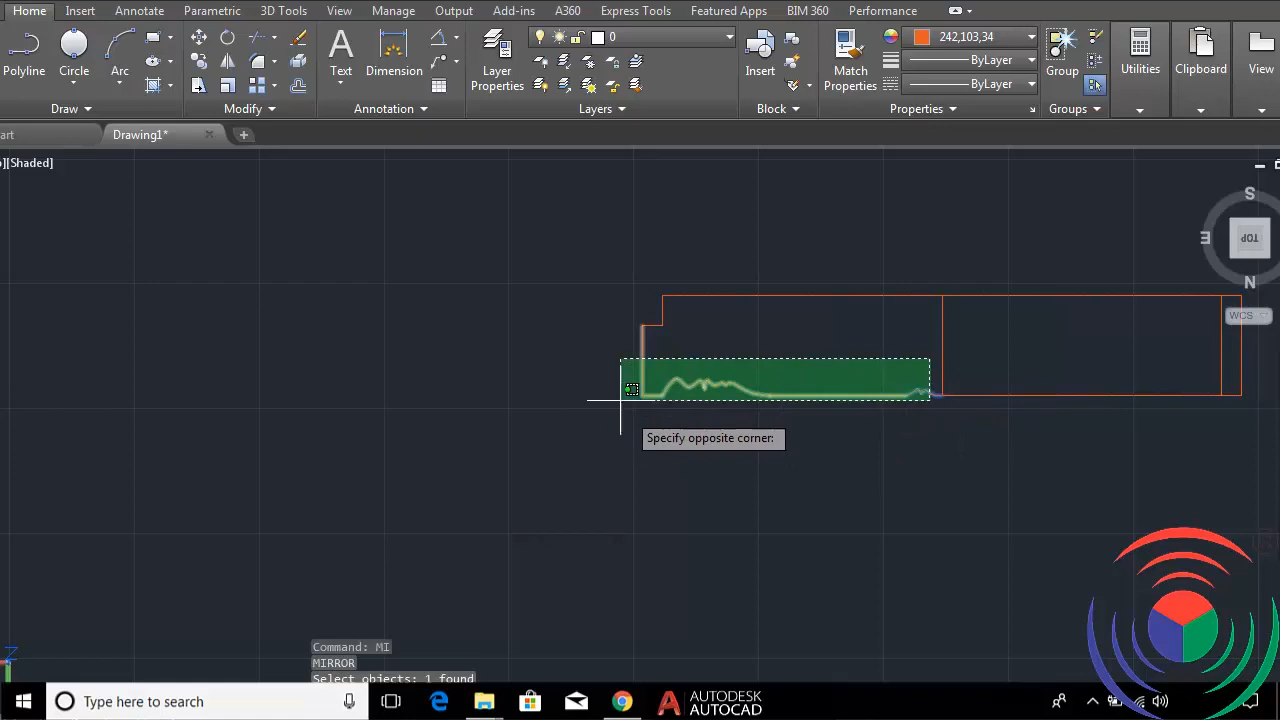 Home Insert Annotate Parametric 3D Tools View Manage Output Add-ins A360 Express Tools Featured Apps BIM 360 Performance
0
242,103,34
ByLayer
ByLayer
Polyline Circle Arc Text Dimension Layer Properties Insert Match Properties Group Utilities Clipboard View
Draw Modify Annotation Layers Block Properties Groups
art Drawing1*
][Shaded]
S
E TOP
N
WCS
Specify opposite corner:
Command: MI
MIRROR
Select objects: 1 found
Z
Type here to search
AUTODESK
AUTOCAD